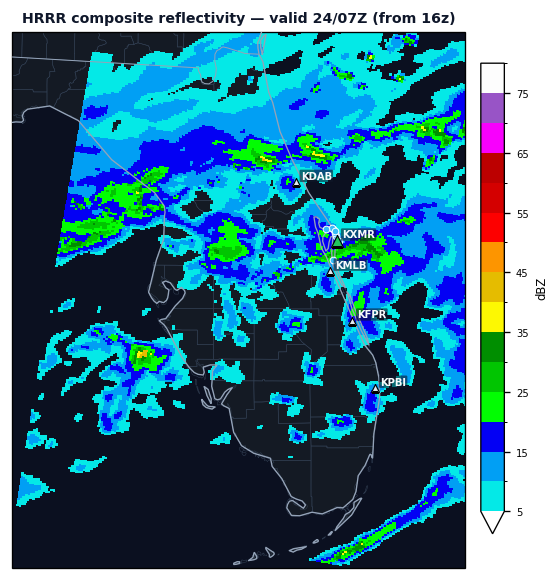 HRRR composite reflectivity — valid 24/07Z (from 16z)
KDAB
KXMR
KMLB
KFPR
KPBI
75
65
55
45
35
25
15
5
dBZ